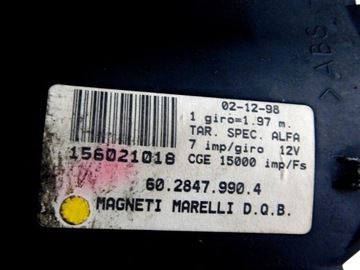 02-12-98
1 giro=1.97 m.
TAR. SPEC. ALFA
7 imp/giro 12V
156021018 CGE 15000 imp/Fs
60.2847.990.4
MAGNETI MARELLI D.Q.B.
> ABS